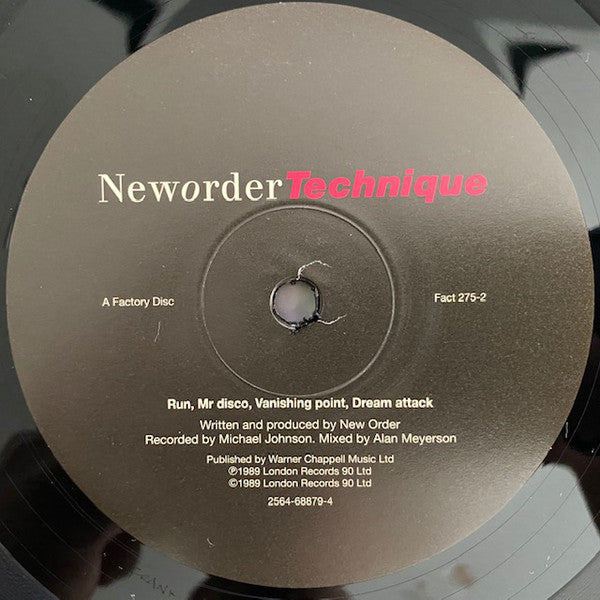 Neworder Technique
A Factory Disc
Fact 275-2
Run, Mr disco, Vanishing point, Dream attack
Written and produced by New Order
Recorded by Michael Johnson. Mixed by Alan Meyerson
Published by Warner Chappell Music Ltd
℗1989 London Records 90 Ltd
©1989 London Records 90 Ltd
2564-68879-4